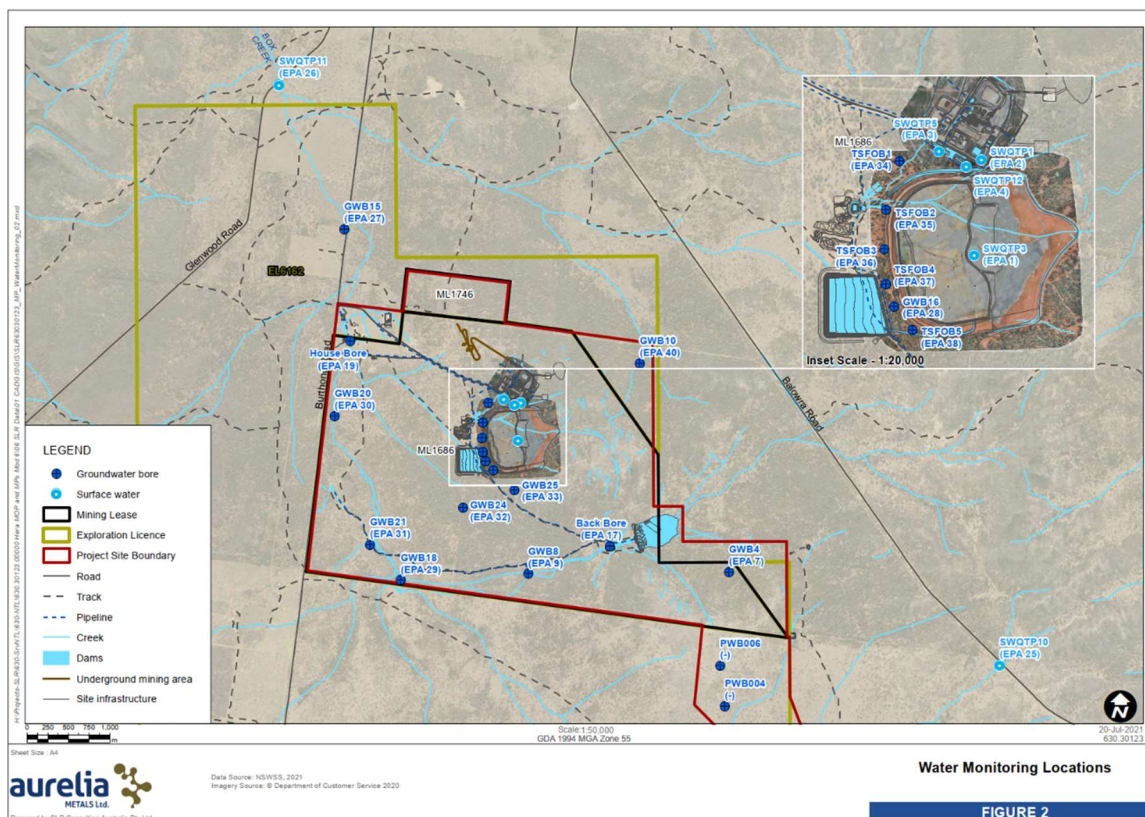 BOX
CREEK
SWQTP11
(EPA 26)
Glenwood Road
GWB15
(EPA 27)
EL6162
ML1746
House Bore
(EPA 19)
GWB20
(EPA 30)
ML1686
GWB10
(EPA 40)
Balowra Road
GWB25
(EPA 33)
GWB24
(EPA 32)
GWB21
(EPA 31)
GWB18
(EPA 29)
GWB8
(EPA 9)
Back Bore
(EPA 17)
GWB4
(EPA 7)
PWB006
(-)
PWB004
(-)
SWQTP10
(EPA 25)
SWQTP5
(EPA 3)
ML1686
TSFOB1
(EPA 34)
SWQTP1
(EPA 2)
SWQTP12
(EPA 4)
TSFOB2
(EPA 35)
TSFOB3
(EPA 36)
SWQTP3
(EPA 1)
TSFOB4
(EPA 37)
GWB16
(EPA 28)
TSFOB5
(EPA 38)
Inset Scale - 1:20,000
LEGEND
Groundwater bore
Surface water
Mining Lease
Exploration Licence
Project Site Boundary
Road
Track
Pipeline
Creek
Dams
Underground mining area
Site infrastructure
0 250 500 750 1,000
m
Scale:1:50,000
GDA 1994 MGA Zone 55
N
20-Jul-2021
630.30123
Sheet Size : A4
aurelia
METALS Ltd.
Data Source: NSWSS, 2021
Imagery Source: © Department of Customer Service 2020
Water Monitoring Locations
FIGURE 2